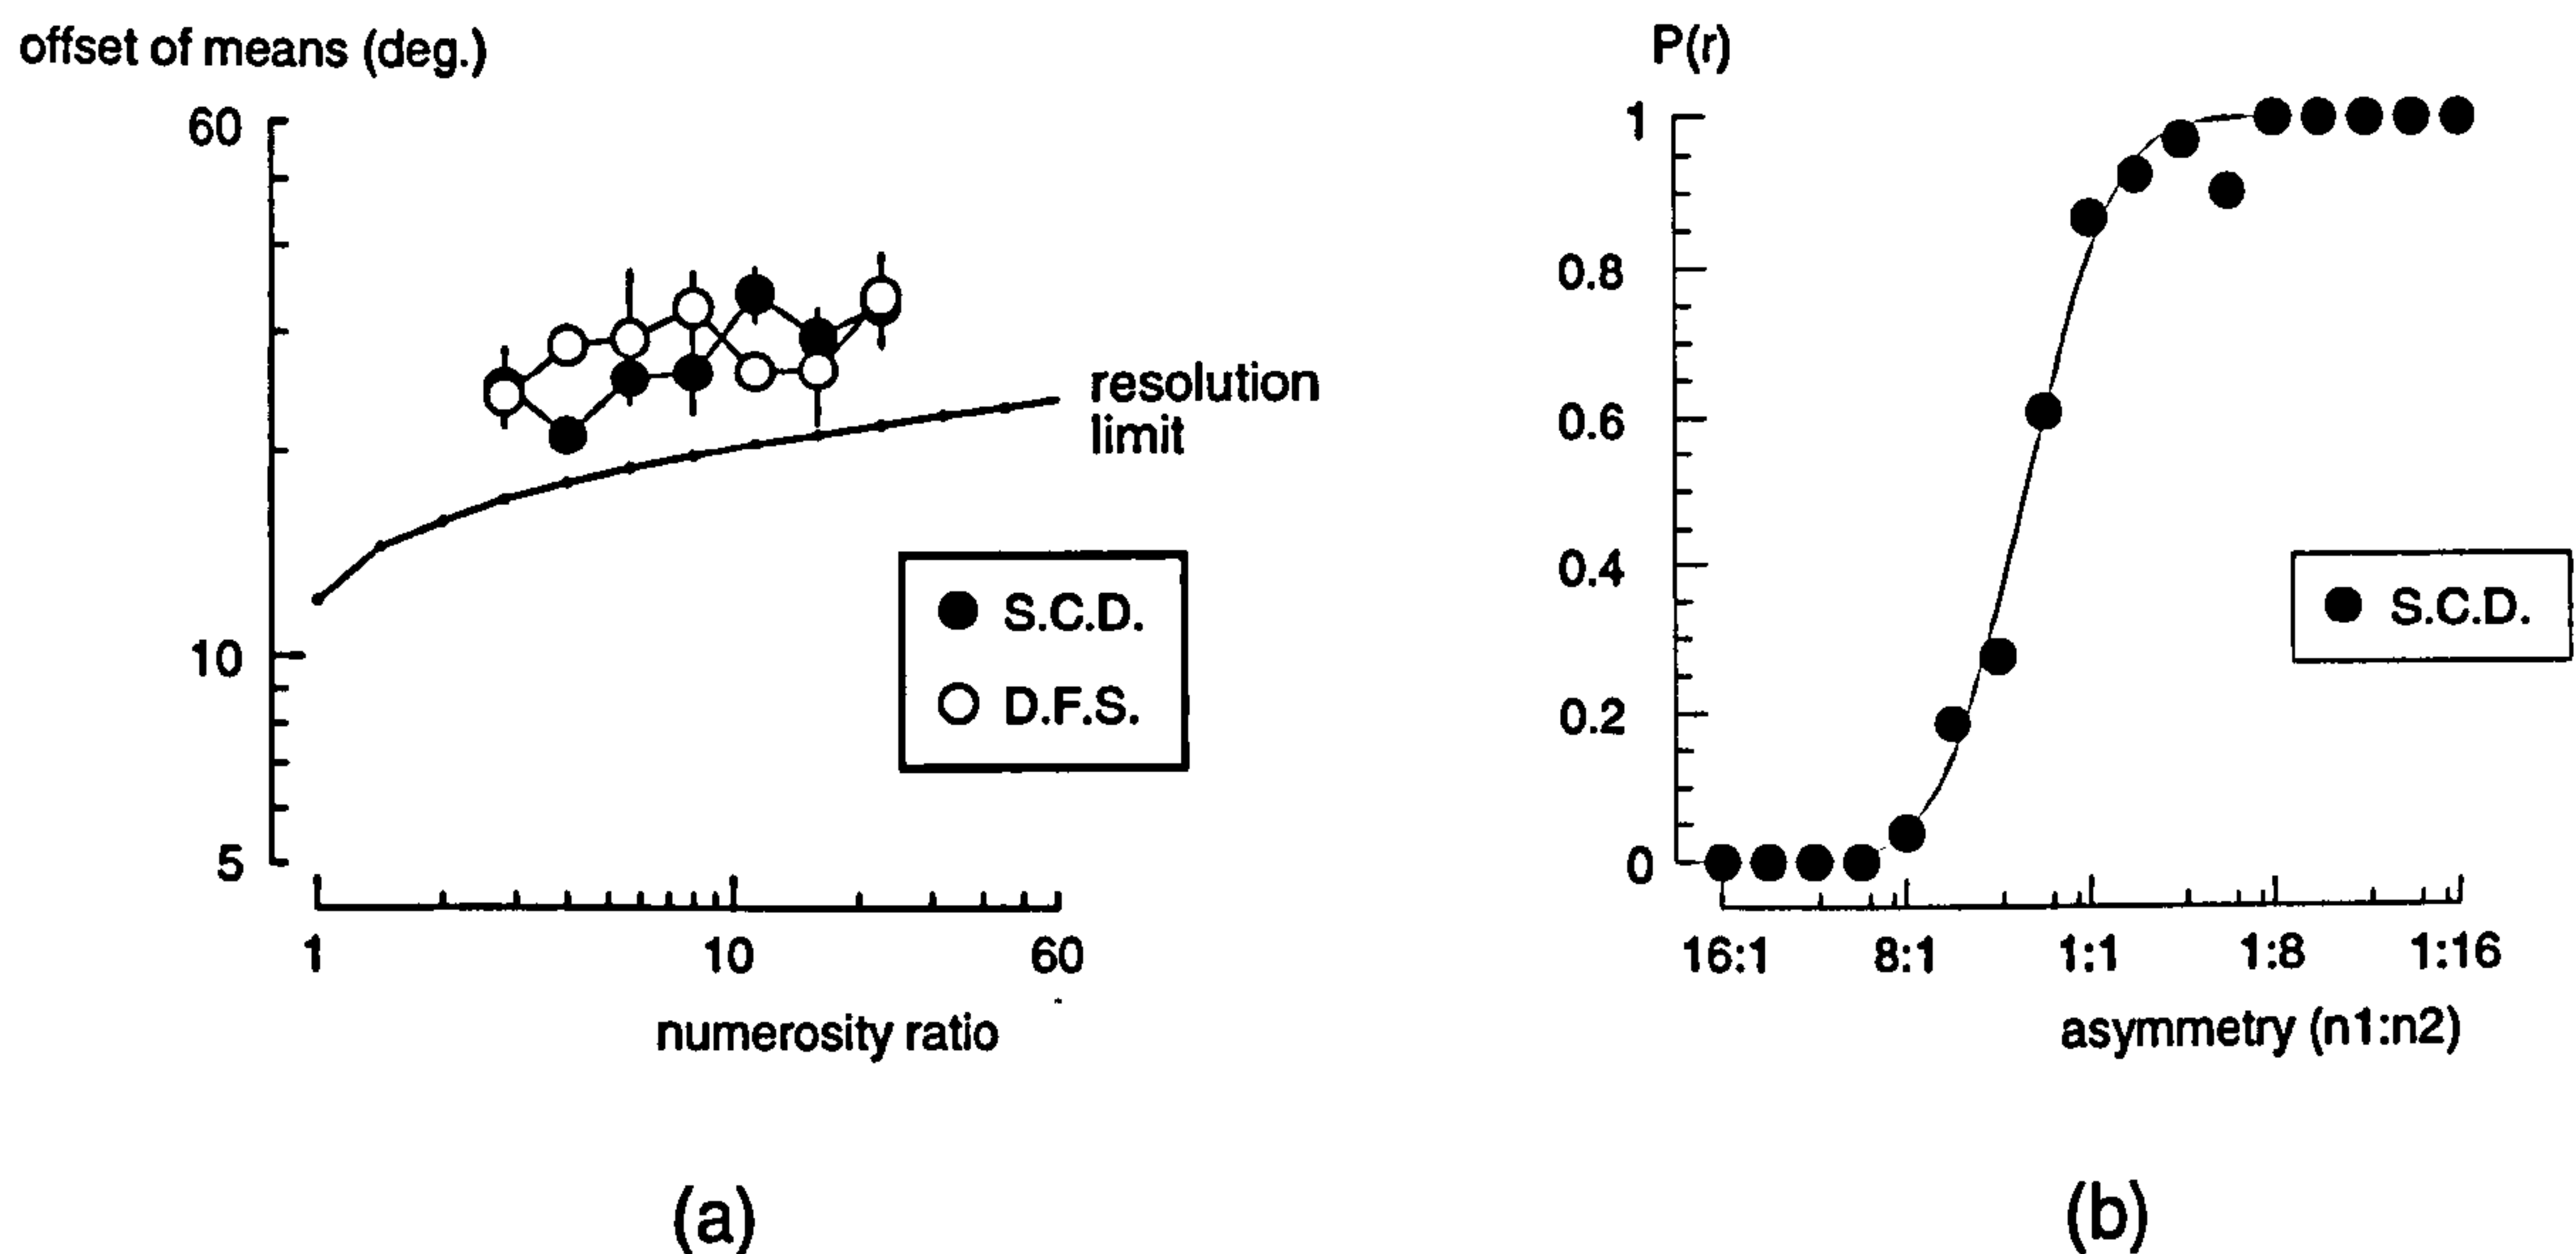 offset of means (deg.)
60
10
5
resolution
limit
S.C.D.
D.F.S.
1
10
60
numerosity ratio
(a)
P(r)
1
0.8
0.6
0.4
0.2
0
S.C.D.
16:1
8:1
1:1
1:8
1:16
asymmetry (n1:n2)
(b)